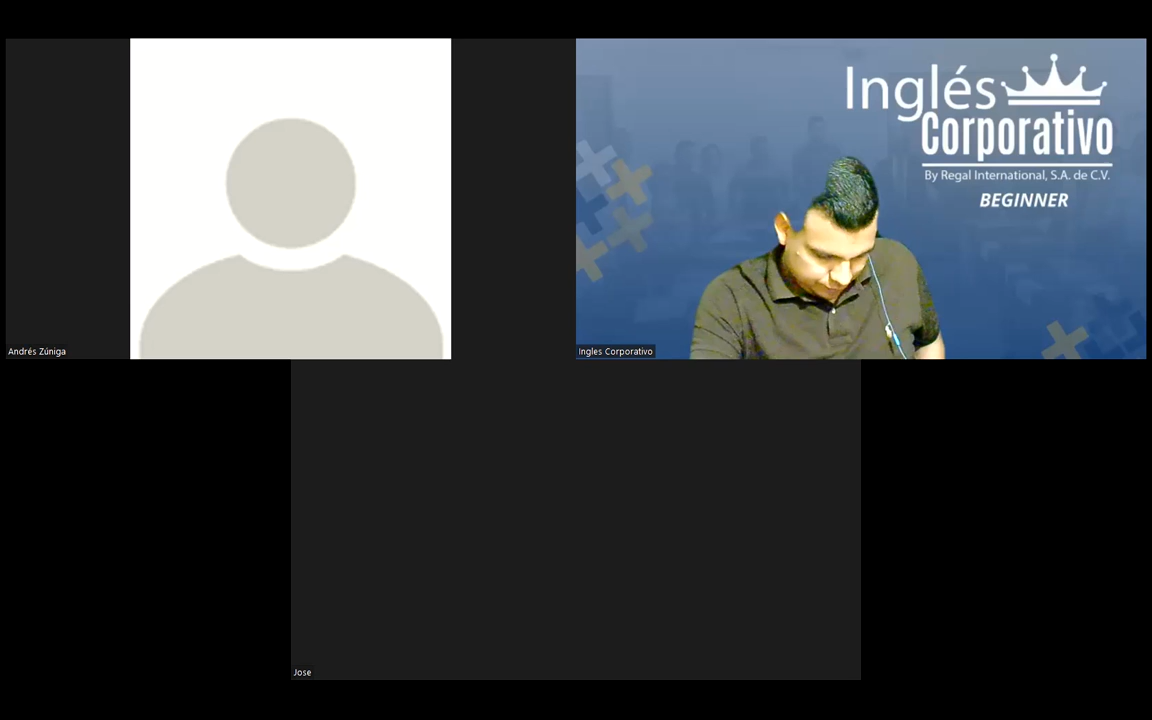 Inglés
Corporativo
By Regal International, S.A. de C.V.
BEGINNER
Andrés Zúniga
Ingles Corporativo
Jose